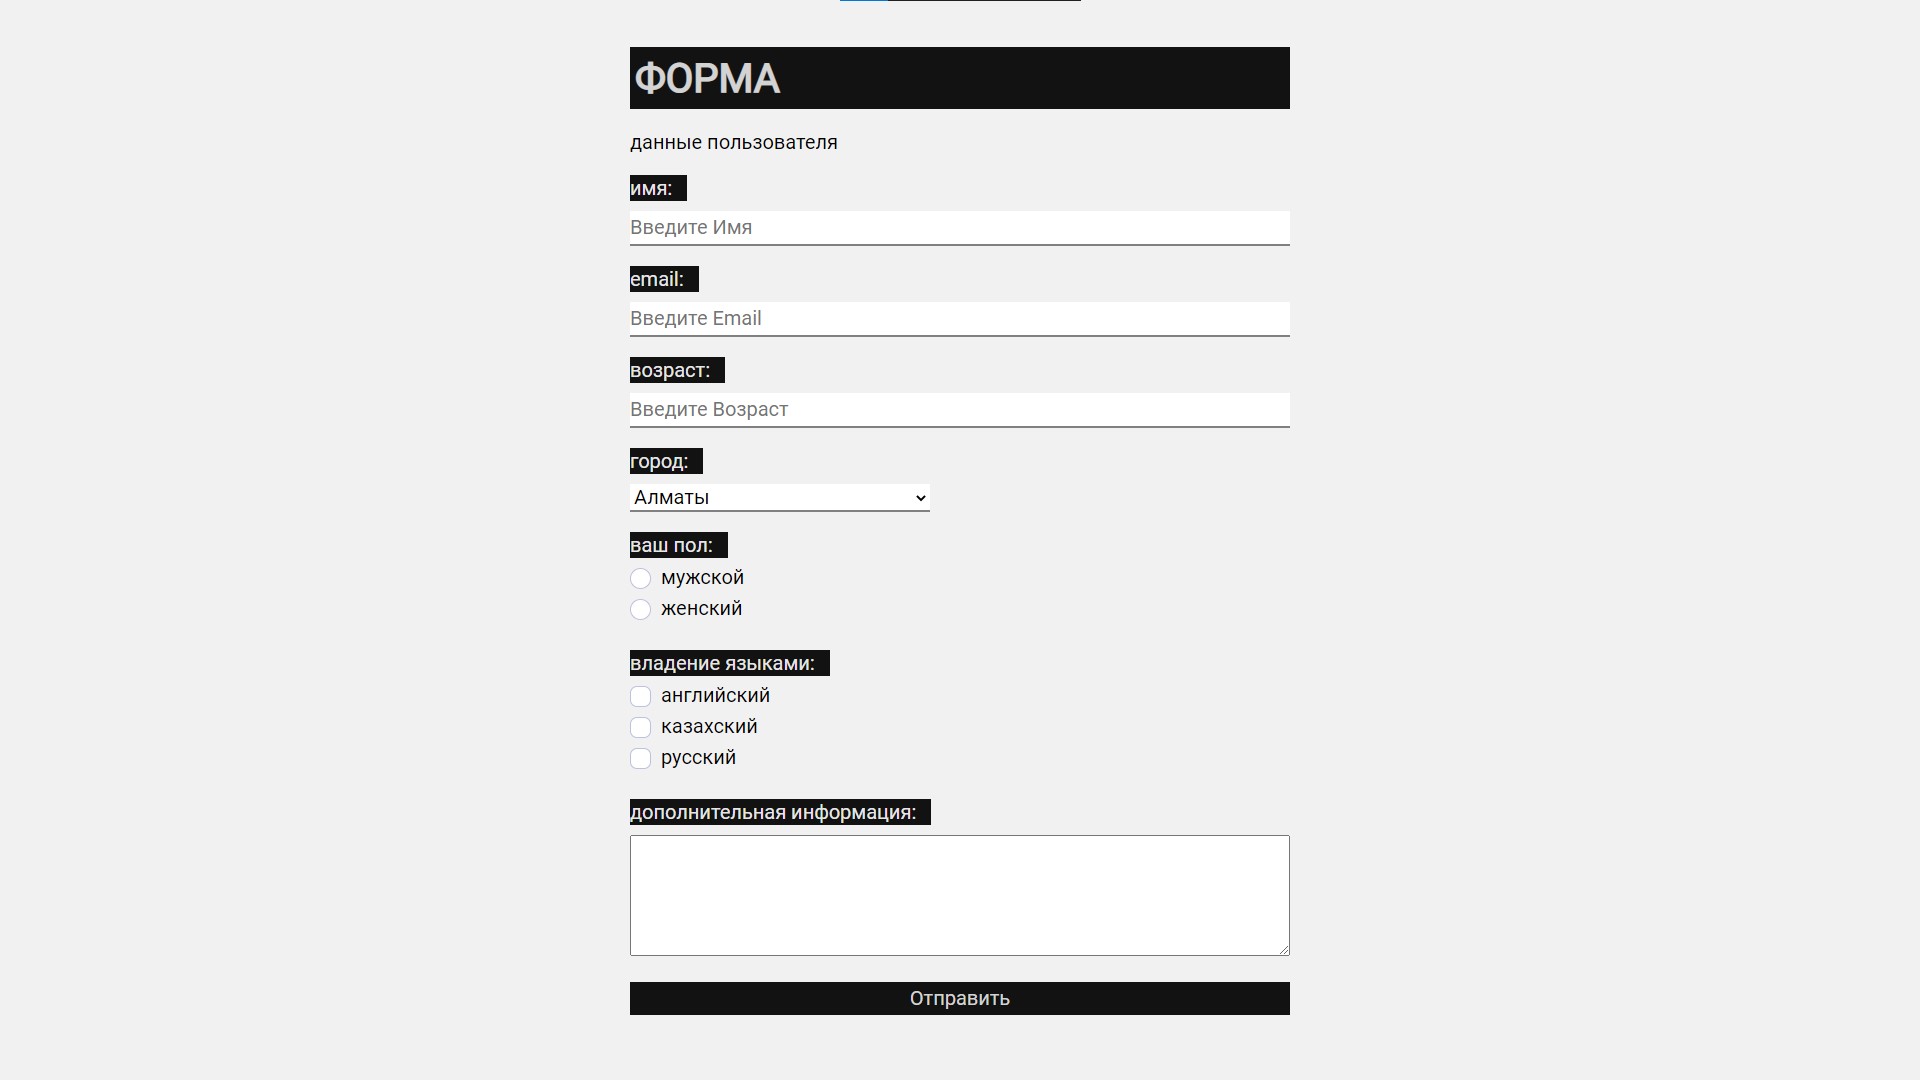 ФОРМА
данные пользователя
имя:
Введите Имя
email:
Введите Email
возраст:
Введите Возраст
город:
Алматы
ваш пол:
мужской
женский
владение языками:
английский
казахский
русский
дополнительная информация:
Отправить